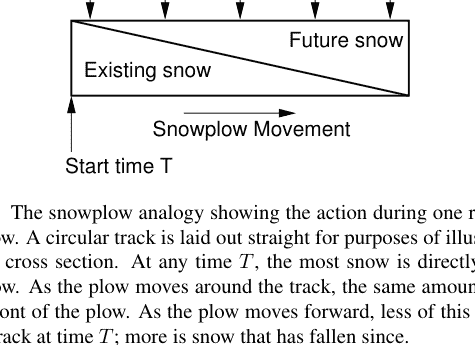 Future snow
Existing snow
Snowplow Movement
Start time T
The snowplow analogy showing the action during one
ow. A circular track is laid out straight for purposes of
cross section. At any time T, the most snow is directly
ow. As the plow moves around the track, the same
ront of the plow. As the plow moves forward, less of this
rack at time T; more is snow that has fallen since.